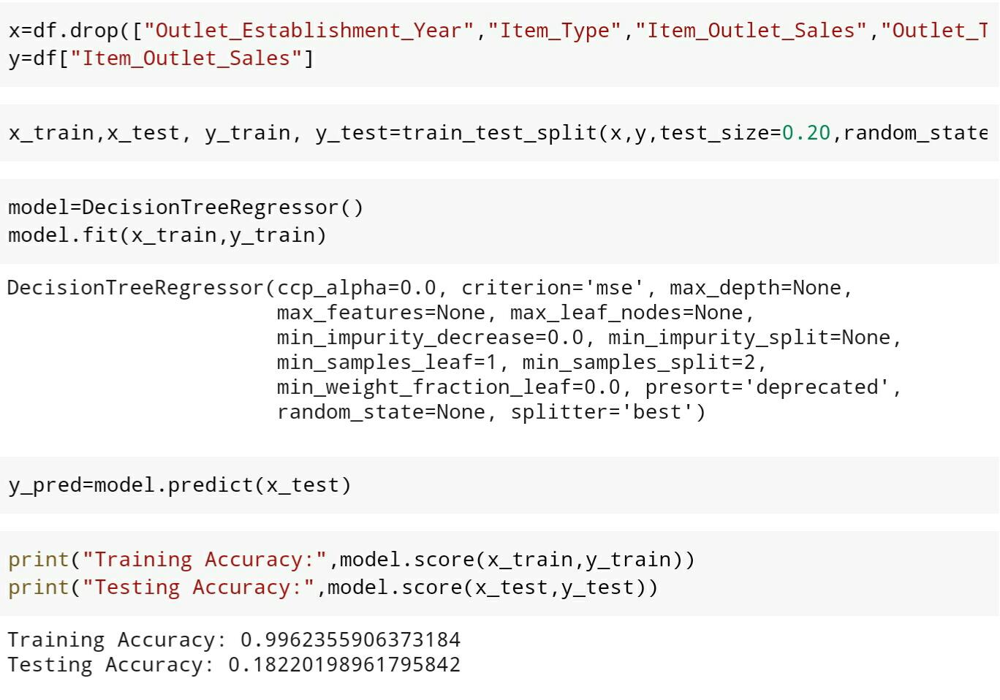 x=df.drop(["Outlet_Establishment_Year","Item_Type","Item_Outlet_Sales","Outlet_T
y=df["Item_Outlet_Sales"]
x_train,x_test, y_train, y_test=train_test_split(x,y,test_size=0.20,random_state
model=DecisionTreeRegressor()
model.fit(x_train,y_train)
DecisionTreeRegressor(ccp_alpha=0.0, criterion='mse', max_depth=None,
max_features=None, max_leaf_nodes=None,
min_impurity_decrease=0.0, min_impurity_split=None,
min_samples_leaf=1, min_samples_split=2,
min_weight_fraction_leaf=0.0, presort='deprecated',
random_state=None, splitter='best')
y_pred=model.predict(x_test)
print("Training Accuracy:",model.score(x_train,y_train))
print("Testing Accuracy:",model.score(x_test,y_test))
Training Accuracy: 0.9962355906373184
Testing Accuracy: 0.18220198961795842